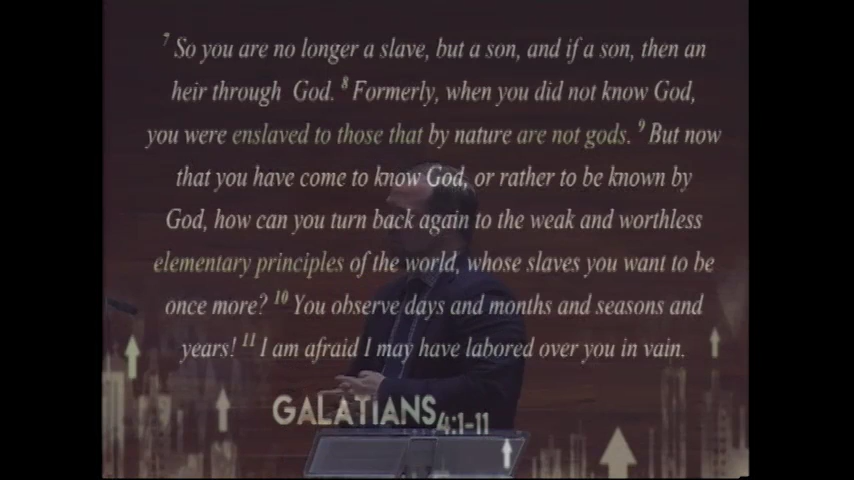 7 So you are no longer a slave, but a son, and if a son, then an
heir through God. 8 Formerly, when you did not know God,
you were enslaved to those that by nature are not gods. 9 But now
that you have come to know God, or rather to be known by
God, how can you turn back again to the weak and worthless
elementary principles of the world, whose slaves you want to be
once more? 10 You observe days and months and seasons and
years! 11 I am afraid I may have labored over you in vain.
GALATIANS 4:1-11